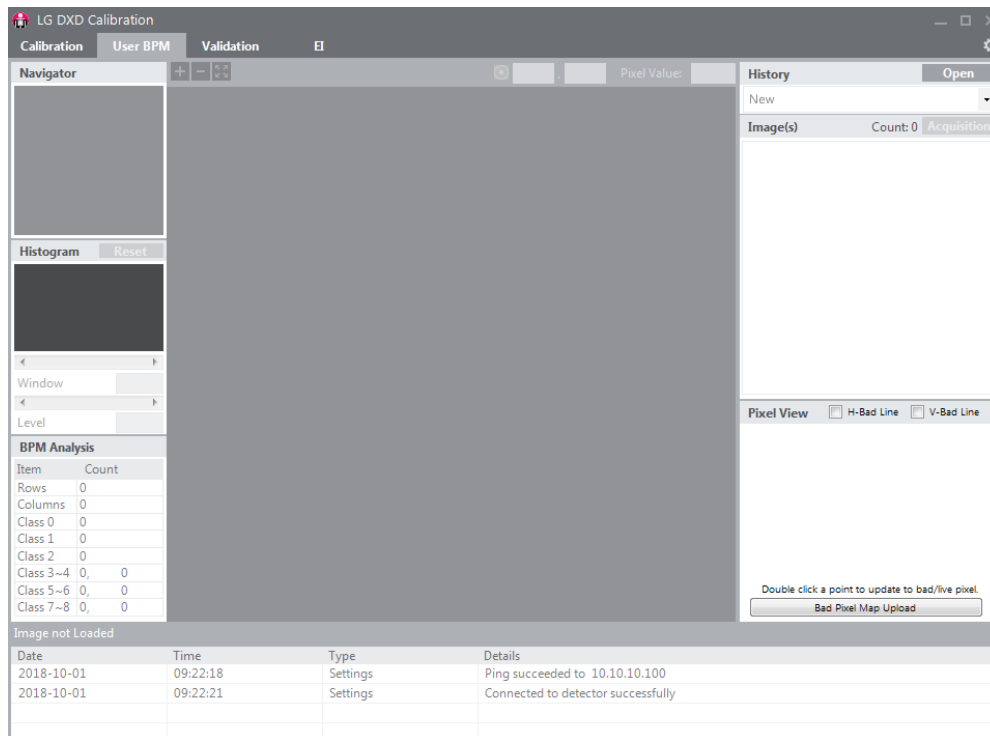 LG DXD Calibration
Calibration User BPM Validation EI
Navigator
Pixel Value:
Histogram Reset
Window
Level
BPM Analysis
Item Count
Rows 0
Columns 0
Class 0 0
Class 1 0
Class 2 0
Class 3~4 0, 0
Class 5~6 0, 0
Class 7~8 0, 0
History Open
New
Image(s) Count: 0 Acquisition
Pixel View H-Bad Line V-Bad Line
Double click a point to update to bad/live pixel.
Bad Pixel Map Upload
Image not Loaded
Date Time Type Details
2018-10-01 09:22:18 Settings Ping succeeded to 10.10.10.100
2018-10-01 09:22:21 Settings Connected to detector successfully